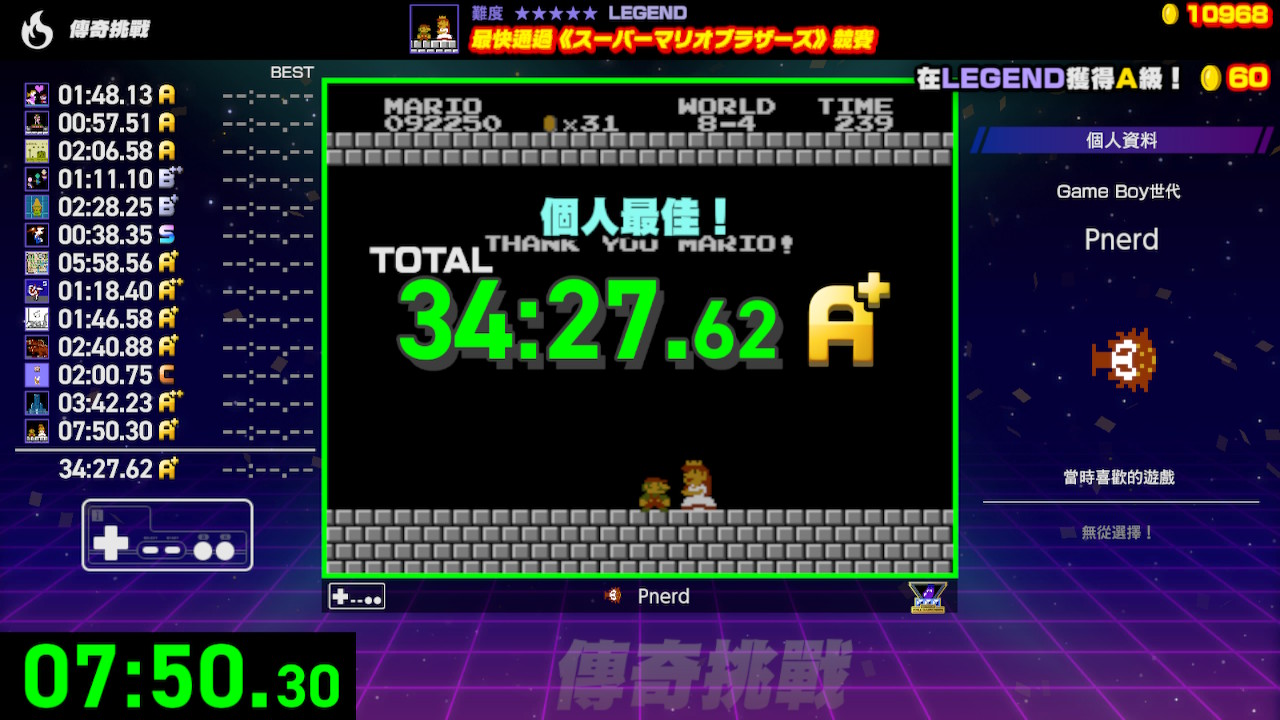 傳奇挑戰
難度 ★★★★★ LEGEND
最快通過《スーパーマリオブラザーズ》競賽
10968
在LEGEND獲得A級！ 60
BEST
01:48.13 A --:--.--
00:57.51 A --:--.--
02:06.58 A --:--.--
01:11.10 B++ --:--.--
02:28.25 B+ --:--.--
00:38.35 S --:--.--
05:58.56 A+ --:--.--
01:18.40 A++ --:--.--
01:46.58 A+ --:--.--
02:40.88 A+ --:--.--
02:00.75 C --:--.--
03:42.23 A++ --:--.--
07:50.30 A+ --:--.--
34:27.62 A+ --:--.--
MARIO WORLD TIME
092250 ×31 8-4 239
個人最佳！
THANK YOU MARIO!
TOTAL
34:27.62 A+
Pnerd
個人資料
Game Boy世代
Pnerd
當時喜歡的遊戲
無從選擇！
07:50.30
傳奇挑戰